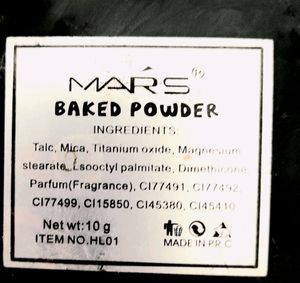 MARS®
BAKED POWDER
INGREDIENTS:
Talc, Mica, Titanium oxide, Magnesium
stearate, Lsooctyl palmitate, Dimethicone
Parfum(Fragrance), CI77491, CI77492,
CI77499, CI15850, CI45380, CI45410
Net wt:10 g
ITEM NO.HL01
MADE IN P.R.C